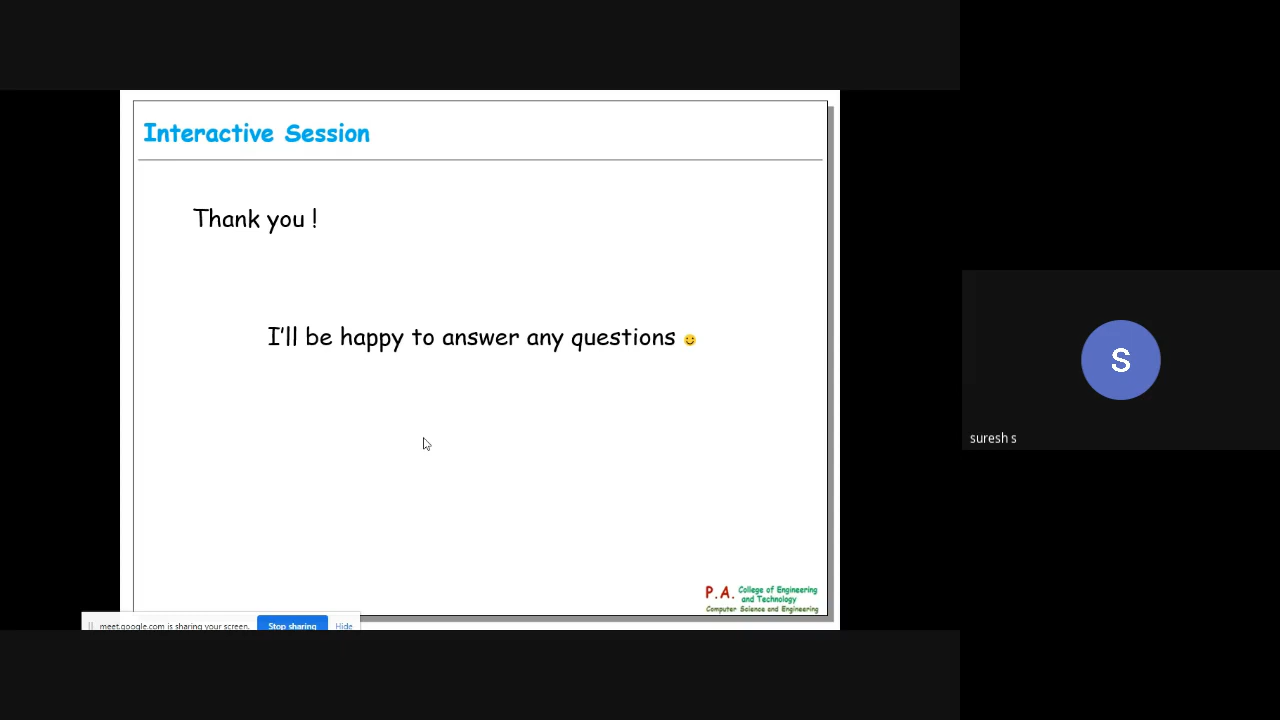 Interactive Session
Thank you !
I'll be happy to answer any questions
S
suresh s
P.A. College of Engineering
and Technology
Computer Science and Engineering
meet.google.com is sharing your screen. Stop sharing Hide